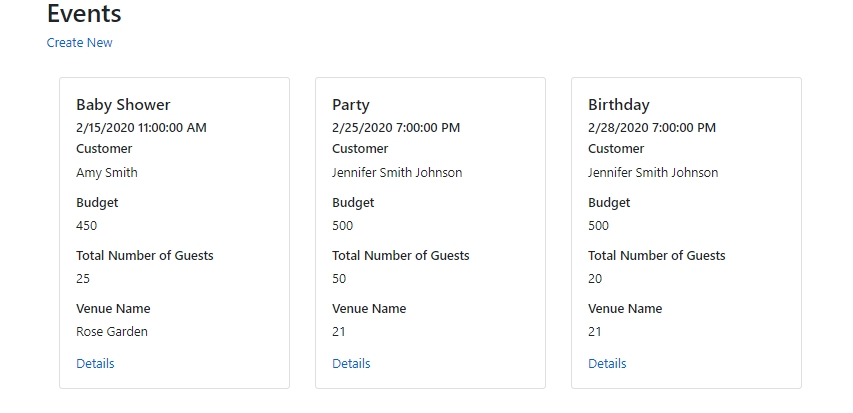 Events
Create New
Baby Shower
2/15/2020 11:00:00 AM
Customer
Amy Smith
Budget
450
Total Number of Guests
25
Venue Name
Rose Garden
Details
Party
2/25/2020 7:00:00 PM
Customer
Jennifer Smith Johnson
Budget
500
Total Number of Guests
50
Venue Name
21
Details
Birthday
2/28/2020 7:00:00 PM
Customer
Jennifer Smith Johnson
Budget
500
Total Number of Guests
20
Venue Name
21
Details